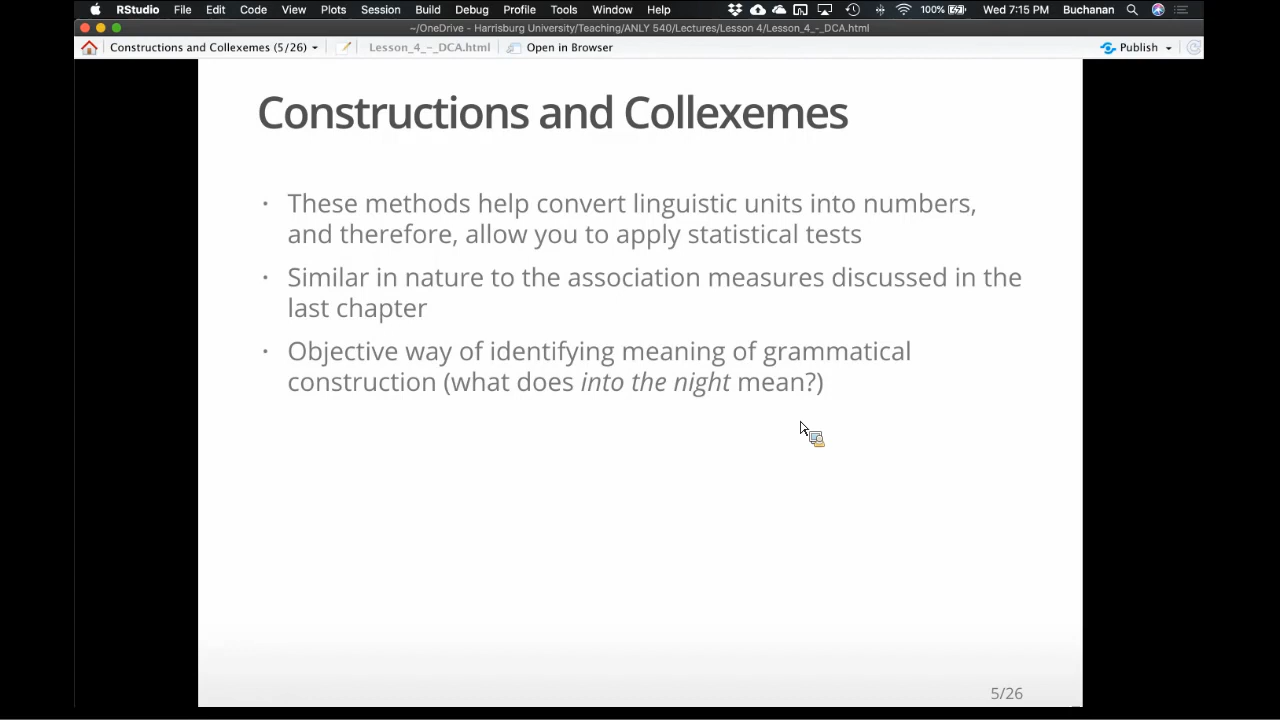 RStudio File Edit Code View Plots Session Build Debug Profile Tools Window Help 100% Wed 7:15 PM Buchanan
~/OneDrive - Harrisburg University/Teaching/ANLY 540/Lectures/Lesson 4/Lesson_4_-_DCA.html
Constructions and Collexemes (5/26) Lesson_4_-_DCA.html Open in Browser Publish
Constructions and Collexemes
· These methods help convert linguistic units into numbers,
and therefore, allow you to apply statistical tests
· Similar in nature to the association measures discussed in the
last chapter
· Objective way of identifying meaning of grammatical
construction (what does into the night mean?)
5/26